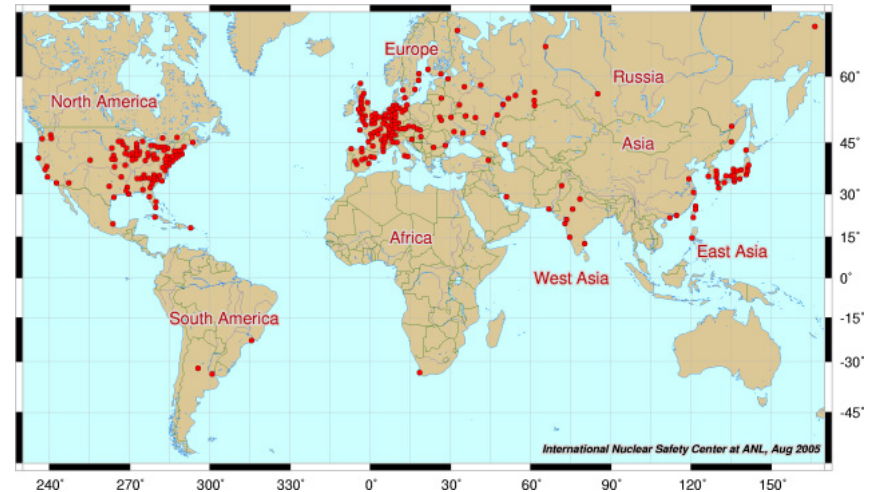 Europe
Russia
North America
Asia
Africa
East Asia
West Asia
South America
International Nuclear Safety Center at ANL, Aug 2005
60°
45°
30°
15°
0°
-15°
-30°
-45°
240° 270° 300° 330° 0° 30° 60° 90° 120° 150°